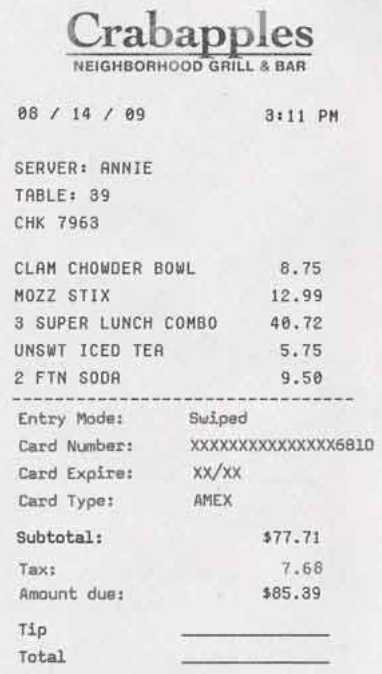 Crabapples
NEIGHBORHOOD GRILL & BAR
08 / 14 / 09 3:11 PM
SERVER: ANNIE
TABLE: 39
CHK 7963
CLAM CHOWDER BOWL 8.75
MOZZ STIX 12.99
3 SUPER LUNCH COMBO 40.72
UNSWT ICED TEA 5.75
2 FTN SODA 9.50
Entry Mode: Swiped
Card Number: XXXXXXXXXXXXXXX6810
Card Expire: XX/XX
Card Type: AMEX
Subtotal: $77.71
Tax: 7.68
Amount due: $85.39
Tip
Total